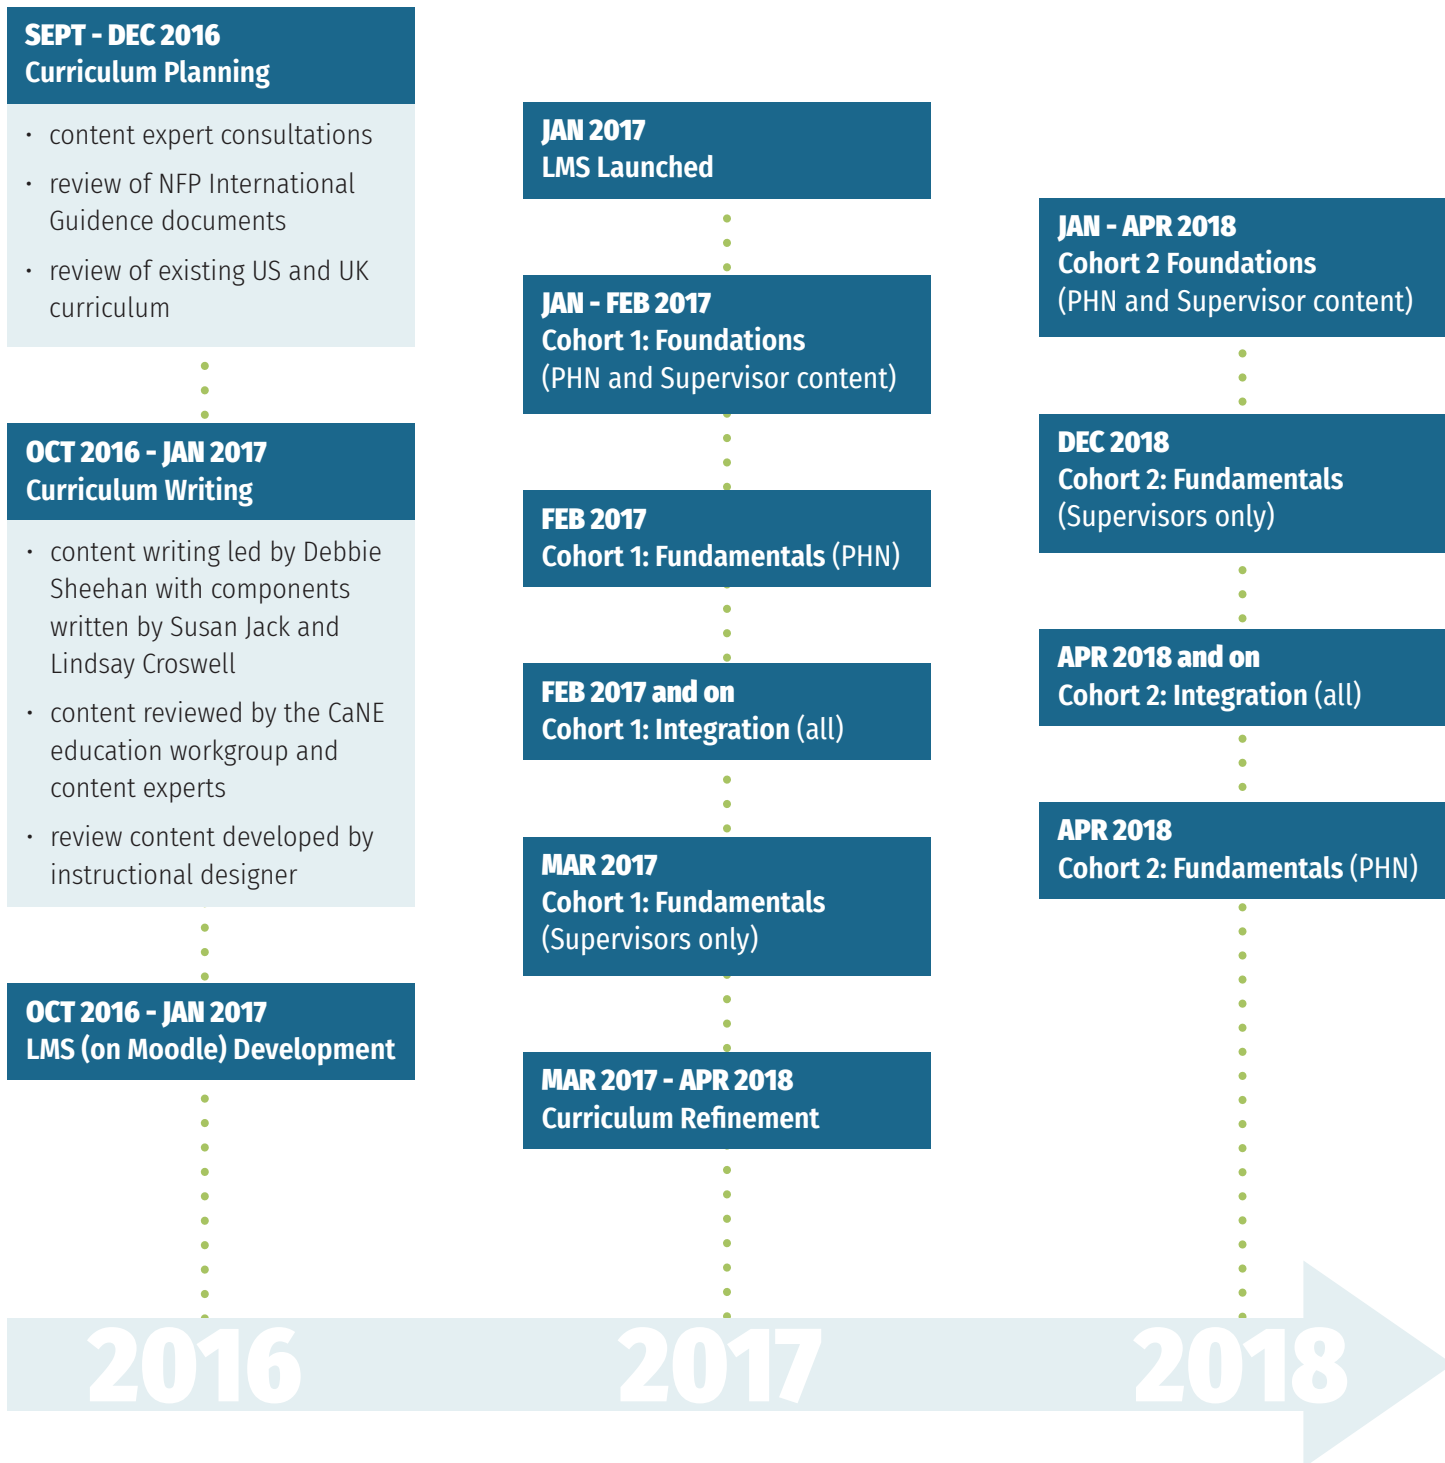 SEPT - DEC 2016
Curriculum Planning
· content expert consultations
· review of NFP International
Guidance documents
· review of existing US and UK
curriculum
OCT 2016 - JAN 2017
Curriculum Writing
· content writing led by Debbie
Sheehan with components
written by Susan Jack and
Lindsay Croswell
· content reviewed by the CaNE
education workgroup and
content experts
· review content developed by
instructional designer
OCT 2016 - JAN 2017
LMS (on Moodle) Development
JAN 2017
LMS Launched
JAN - FEB 2017
Cohort 1: Foundations
(PHN and Supervisor content)
FEB 2017
Cohort 1: Fundamentals (PHN)
FEB 2017 and on
Cohort 1: Integration (all)
MAR 2017
Cohort 1: Fundamentals
(Supervisors only)
MAR 2017 - APR 2018
Curriculum Refinement
JAN - APR 2018
Cohort 2 Foundations
(PHN and Supervisor content)
DEC 2018
Cohort 2: Fundamentals
(Supervisors only)
APR 2018 and on
Cohort 2: Integration (all)
APR 2018
Cohort 2: Fundamentals (PHN)
2016 2017 2018